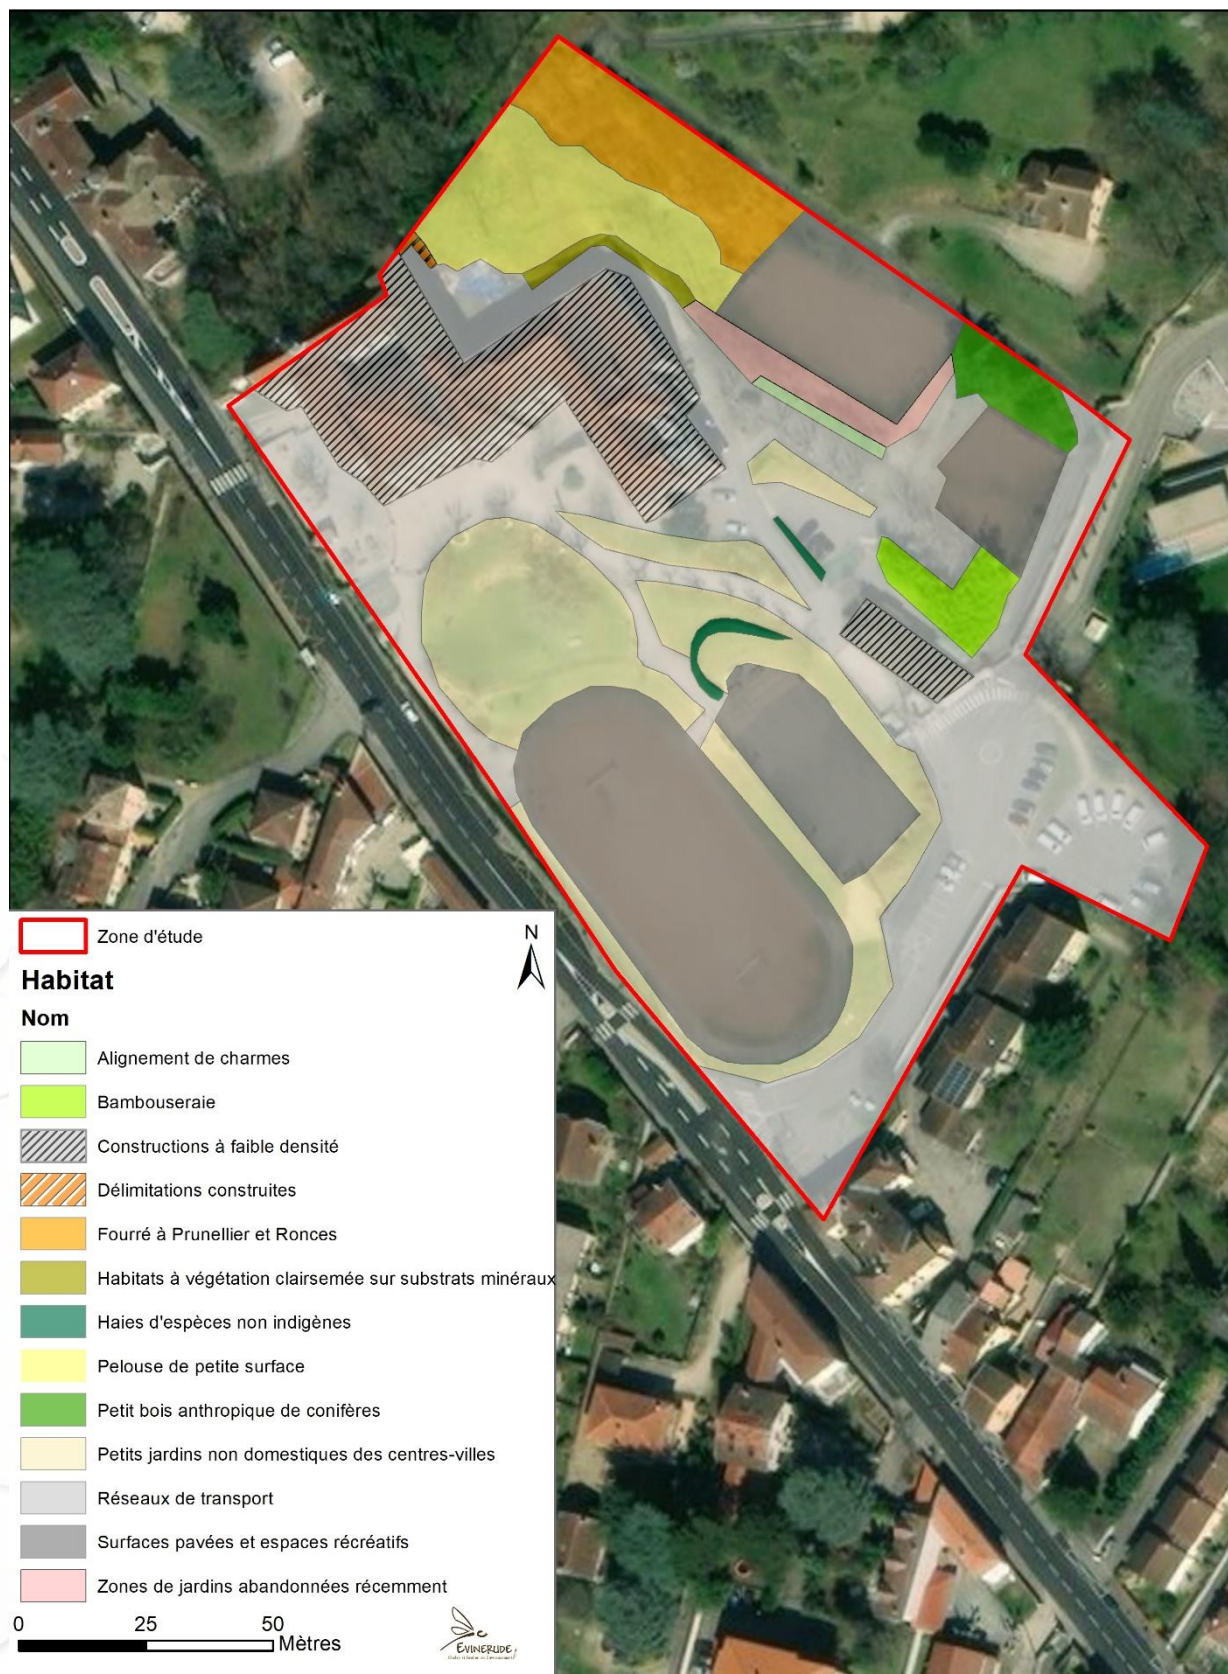 Zone d'étude
N
Habitat
Nom
Alignement de charmes
Bambouseraie
Constructions à faible densité
Délimitations construites
Fourré à Prunellier et Ronces
Habitats à végétation clairsemée sur substrats minéraux
Haies d'espèces non indigènes
Pelouse de petite surface
Petit bois anthropique de conifères
Petits jardins non domestiques des centres-villes
Réseaux de transport
Surfaces pavées et espaces récréatifs
Zones de jardins abandonnées récemment
0 25 50
Mètres
EVINERUDE